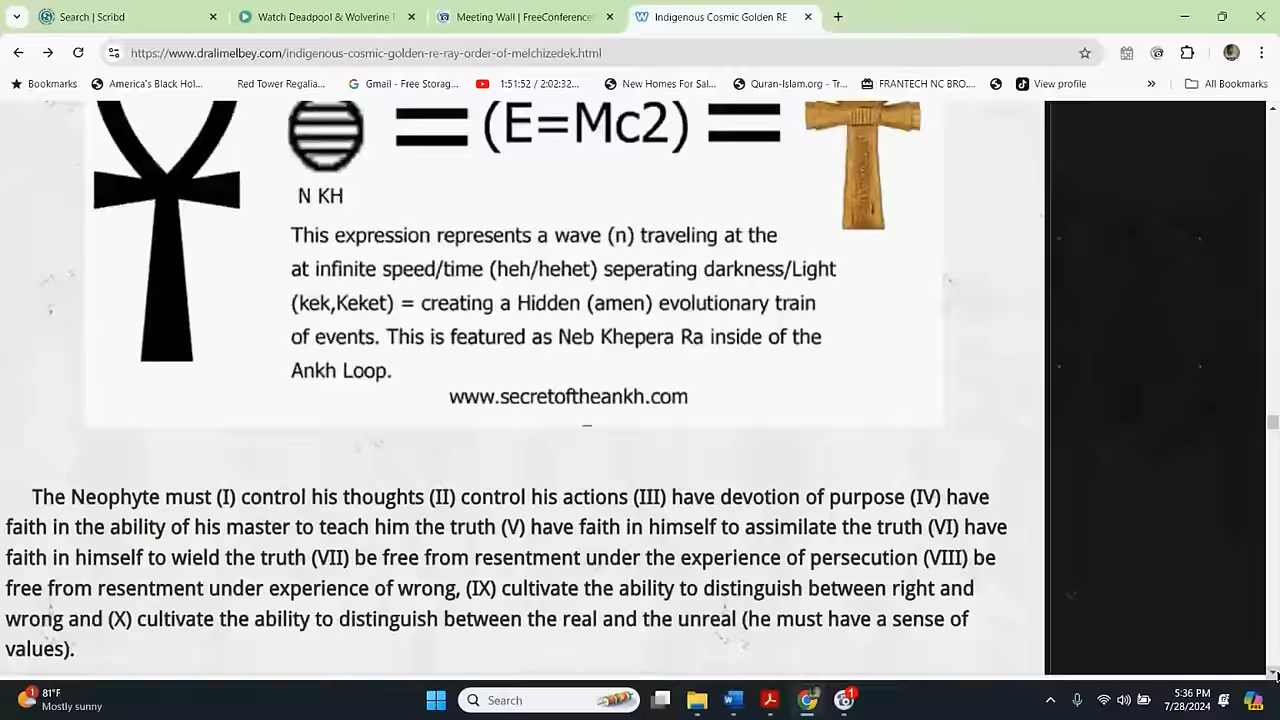 Search | Scribd
Watch Deadpool & Wolverine
Meeting Wall | FreeConference
Indigenous Cosmic Golden RE
https://www.dralimelbey.com/indigenous-cosmic-golden-re-ray-order-of-melchizedek.html
Bookmarks
America's Black Hol...
Red Tower Regalia...
Gmail - Free Storag...
1:51:52 / 2:02:32...
New Homes For Sal...
Quran-Islam.org - Tr...
FRANTECH NC BRO...
View profile
»
All Bookmarks
= (E=Mc2) =
N KH
This expression represents a wave (n) traveling at the
at infinite speed/time (heh/hehet) seperating darkness/Light
(kek,Keket) = creating a Hidden (amen) evolutionary train
of events. This is featured as Neb Khepera Ra inside of the
Ankh Loop.
www.secretoftheankh.com
The Neophyte must (I) control his thoughts (II) control his actions (III) have devotion of purpose (IV) have
faith in the ability of his master to teach him the truth (V) have faith in himself to assimilate the truth (VI) have
faith in himself to wield the truth (VII) be free from resentment under the experience of persecution (VIII) be
free from resentment under experience of wrong, (IX) cultivate the ability to distinguish between right and
wrong and (X) cultivate the ability to distinguish between the real and the unreal (he must have a sense of
values).
1
81°F
Mostly sunny
Search
1
5:36 PM
7/28/2024